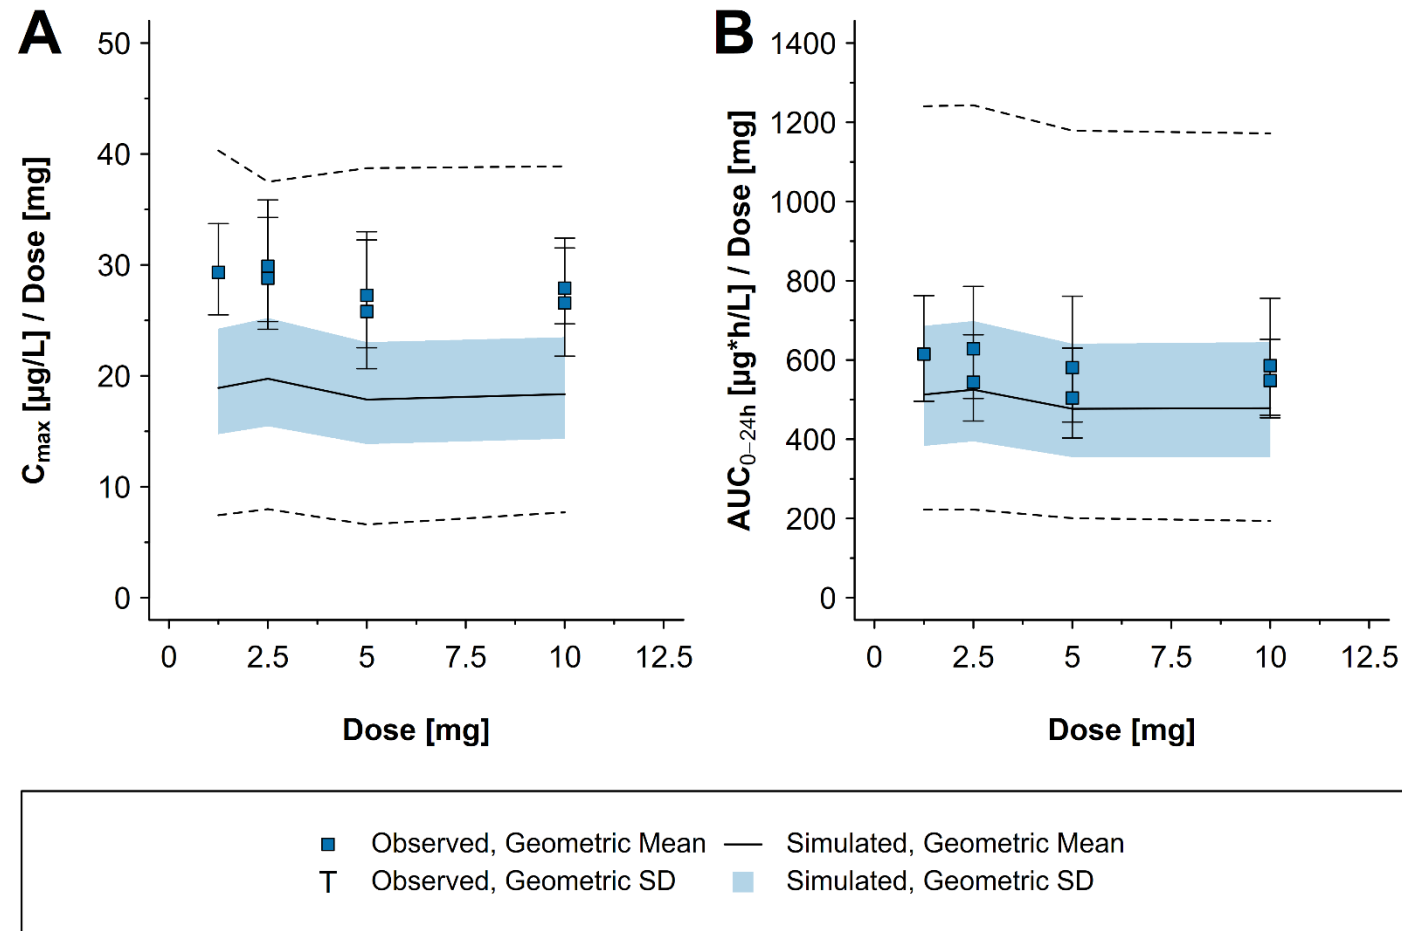 A
50
40
30
20
10
0
Cmax [µg/L] / Dose [mg]
0 2.5 5 7.5 10 12.5
Dose [mg]
B
1400
1200
1000
800
600
400
200
0
AUC0−24h [µg*h/L] / Dose [mg]
0 2.5 5 7.5 10 12.5
Dose [mg]
Observed, Geometric Mean
Simulated, Geometric Mean
T Observed, Geometric SD
Simulated, Geometric SD